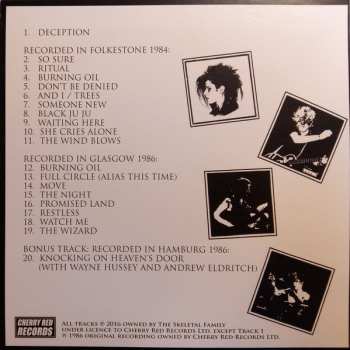 1. DECEPTION
RECORDED IN FOLKESTONE 1984:
2. SO SURE
3. RITUAL
4. BURNING OIL
5. DON'T BE DENIED
6. AND I / TREES
7. SOMEONE NEW
8. BLACK JU JU
9. WAITING HERE
10. SHE CRIES ALONE
11. THE WIND BLOWS
RECORDED IN GLASGOW 1986:
12. BURNING OIL
13. FULL CIRCLE (ALIAS THIS TIME)
14. MOVE
15. THE NIGHT
16. PROMISED LAND
17. RESTLESS
18. WATCH ME
19. THE WIZARD
BONUS TRACK: RECORDED IN HAMBURG 1986:
20. KNOCKING ON HEAVEN'S DOOR
(WITH WAYNE HUSSEY AND ANDREW ELDRITCH)
CHERRY RED
RECORDS
ALL TRACKS ℗ 2016 OWNED BY THE SKELETAL FAMILY
UNDER LICENCE TO CHERRY RED RECORDS LTD. EXCEPT TRACK 1
℗ 1986 ORIGINAL RECORDING OWNED BY CHERRY RED RECORDS LTD.